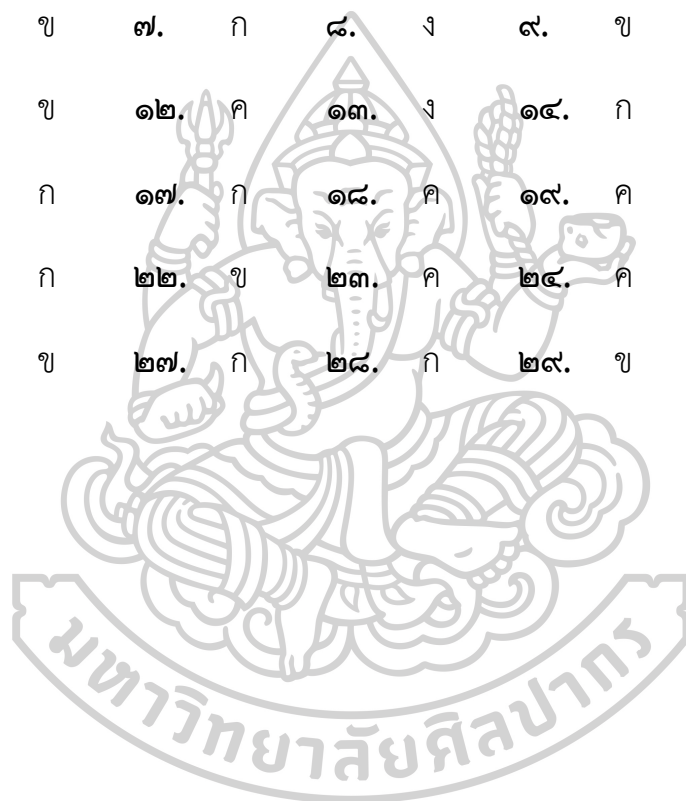 ข ๗. ก ๘. ง ๙. ข
ข ๑๒. ค ๑๓. ง ๑๔. ก
ก ๑๗. ก ๑๘. ค ๑๙. ค
ก ๒๒. ข ๒๓. ค ๒๔. ค
ข ๒๗. ก ๒๘. ก ๒๙. ข
มหาวิทยาลัยศิลปากร